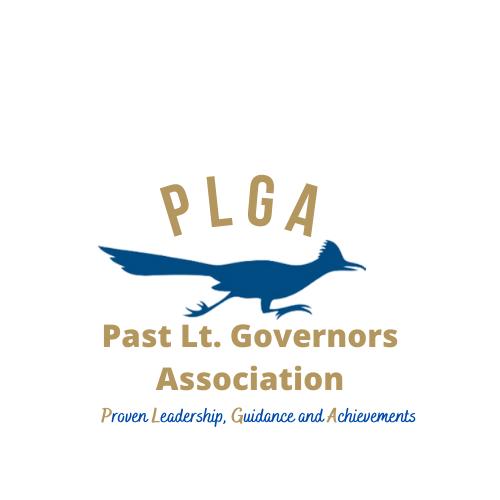 PLGA
Past Lt. Governors
Association
Proven Leadership, Guidance and Achievements